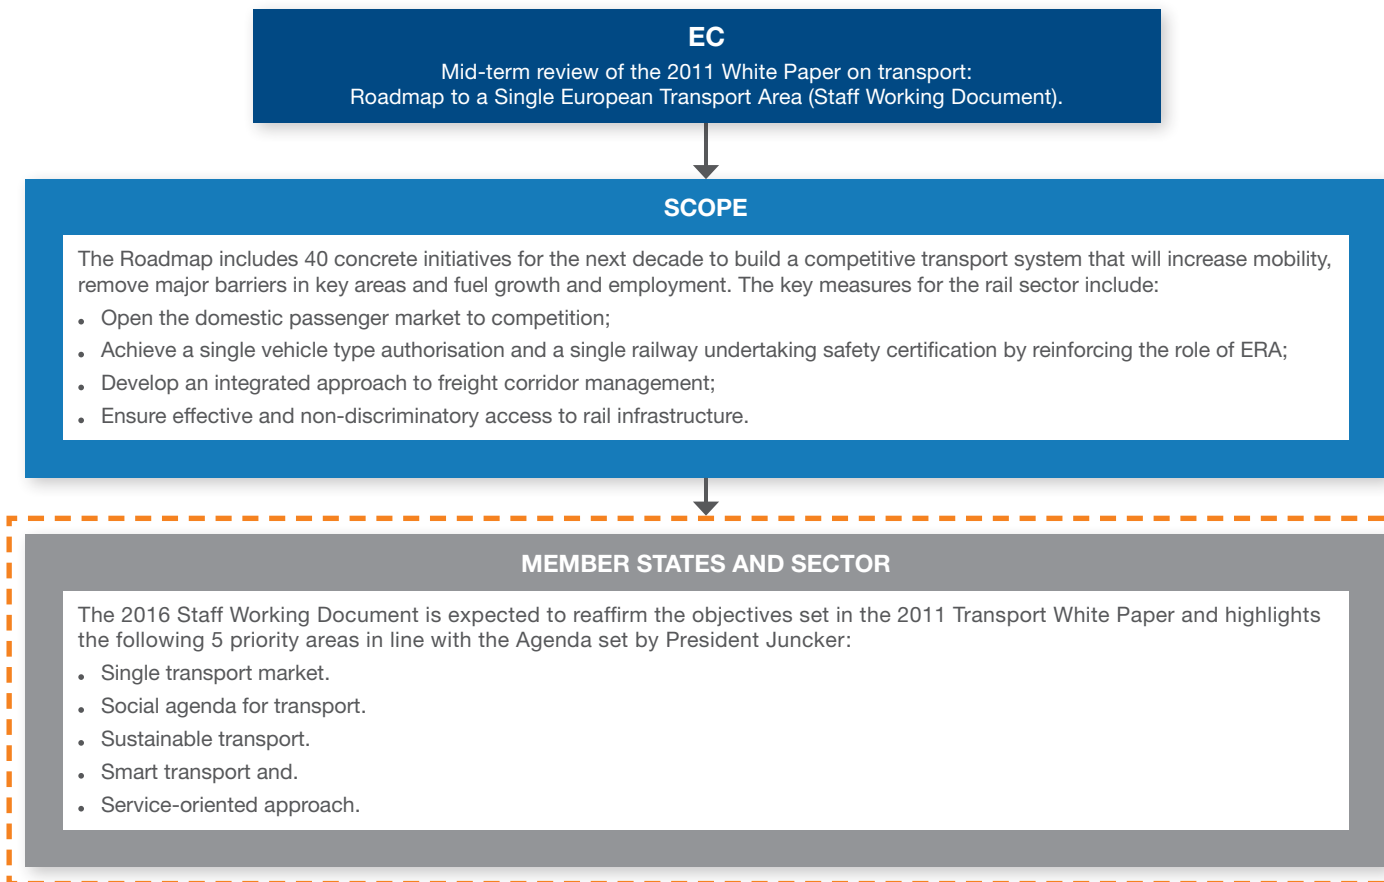 EC
Mid-term review of the 2011 White Paper on transport:
Roadmap to a Single European Transport Area (Staff Working Document).
SCOPE
The Roadmap includes 40 concrete initiatives for the next decade to build a competitive transport system that will increase mobility,
remove major barriers in key areas and fuel growth and employment. The key measures for the rail sector include:
• Open the domestic passenger market to competition;
• Achieve a single vehicle type authorisation and a single railway undertaking safety certification by reinforcing the role of ERA;
• Develop an integrated approach to freight corridor management;
• Ensure effective and non-discriminatory access to rail infrastructure.
MEMBER STATES AND SECTOR
The 2016 Staff Working Document is expected to reaffirm the objectives set in the 2011 Transport White Paper and highlights
the following 5 priority areas in line with the Agenda set by President Juncker:
• Single transport market.
• Social agenda for transport.
• Sustainable transport.
• Smart transport and.
• Service-oriented approach.